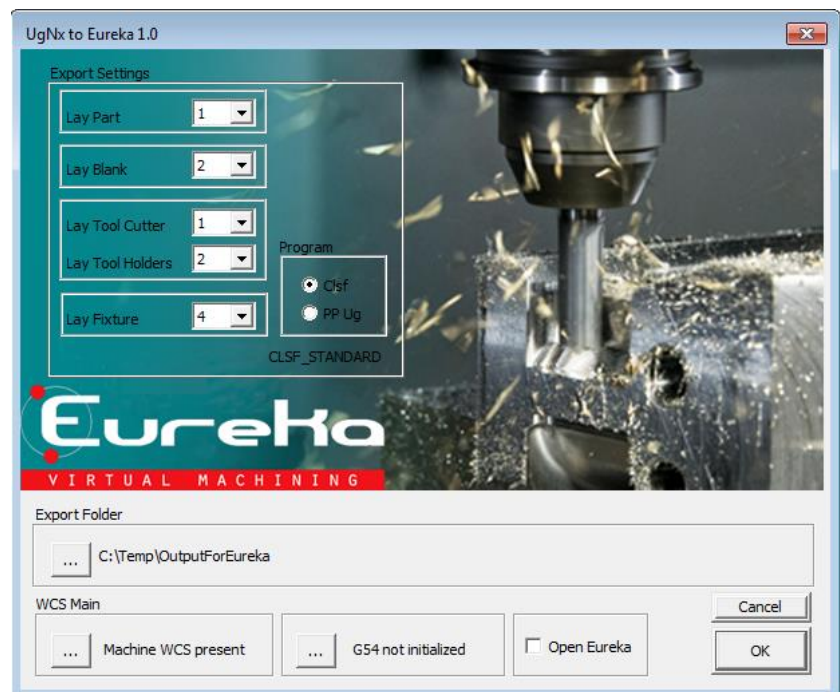 UgNx to Eureka 1.0
Export Settings
Lay Part 1
Lay Blank 2
Lay Tool Cutter 1
Lay Tool Holders 2
Program
Clsf
PP Ug
Lay Fixture 4
CLSF_STANDARD
EureKa
VIRTUAL MACHINING
Export Folder
... C:\Temp\OutputForEureka
WCS Main
Cancel
... Machine WCS present ... G54 not initialized Open Eureka OK